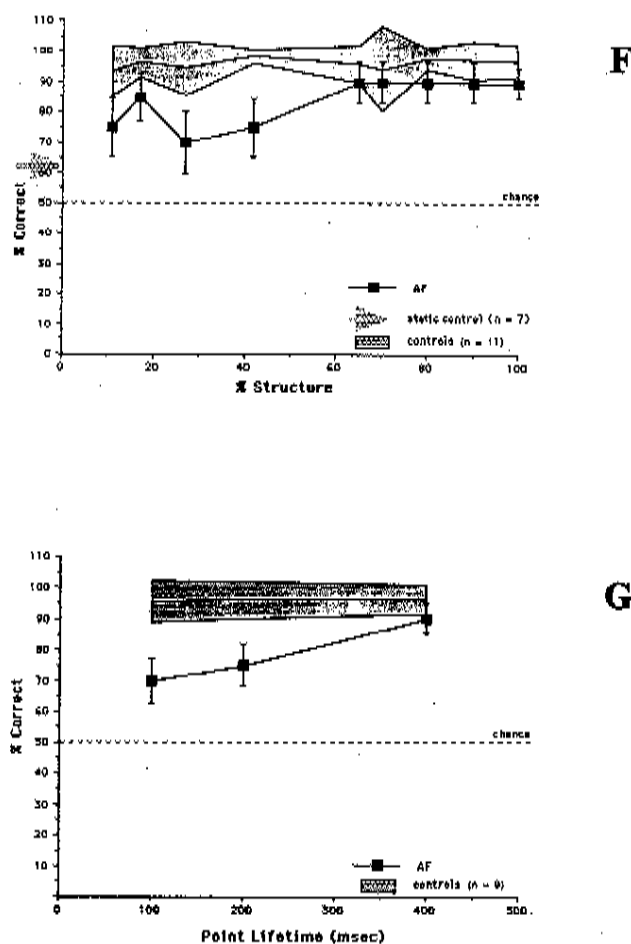 F
110
100
90
80
70
60
50
40
30
20
10
0
% Correct
chance
AF
static control (n = 7)
controls (n = 11)
0 20 40 60 80 100
% Structure
G
110
100
90
80
70
60
50
40
30
20
10
% Correct
chance
AF
controls (n = 9)
0 100 200 300 400 500
Point Lifetime (msec)